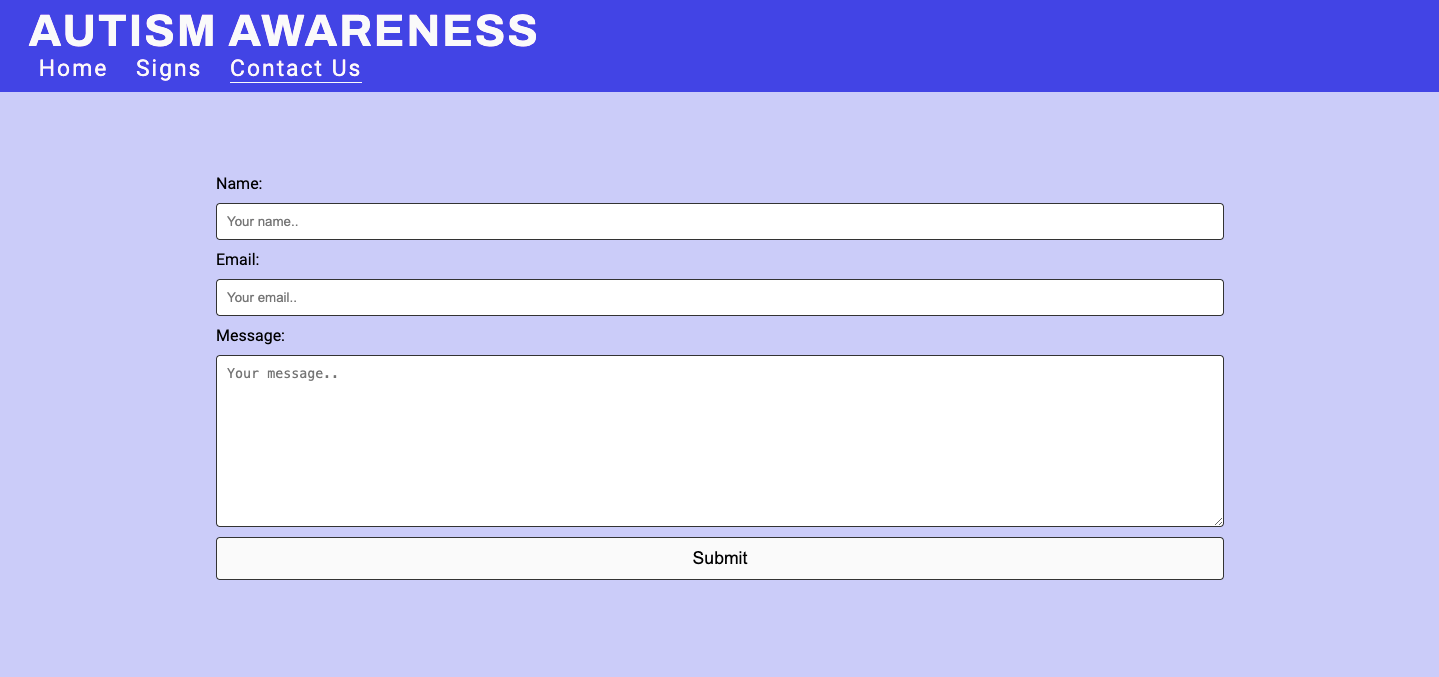 AUTISM AWARENESS
Home Signs Contact Us
Name:
Your name..
Email:
Your email..
Message:
Your message..
Submit